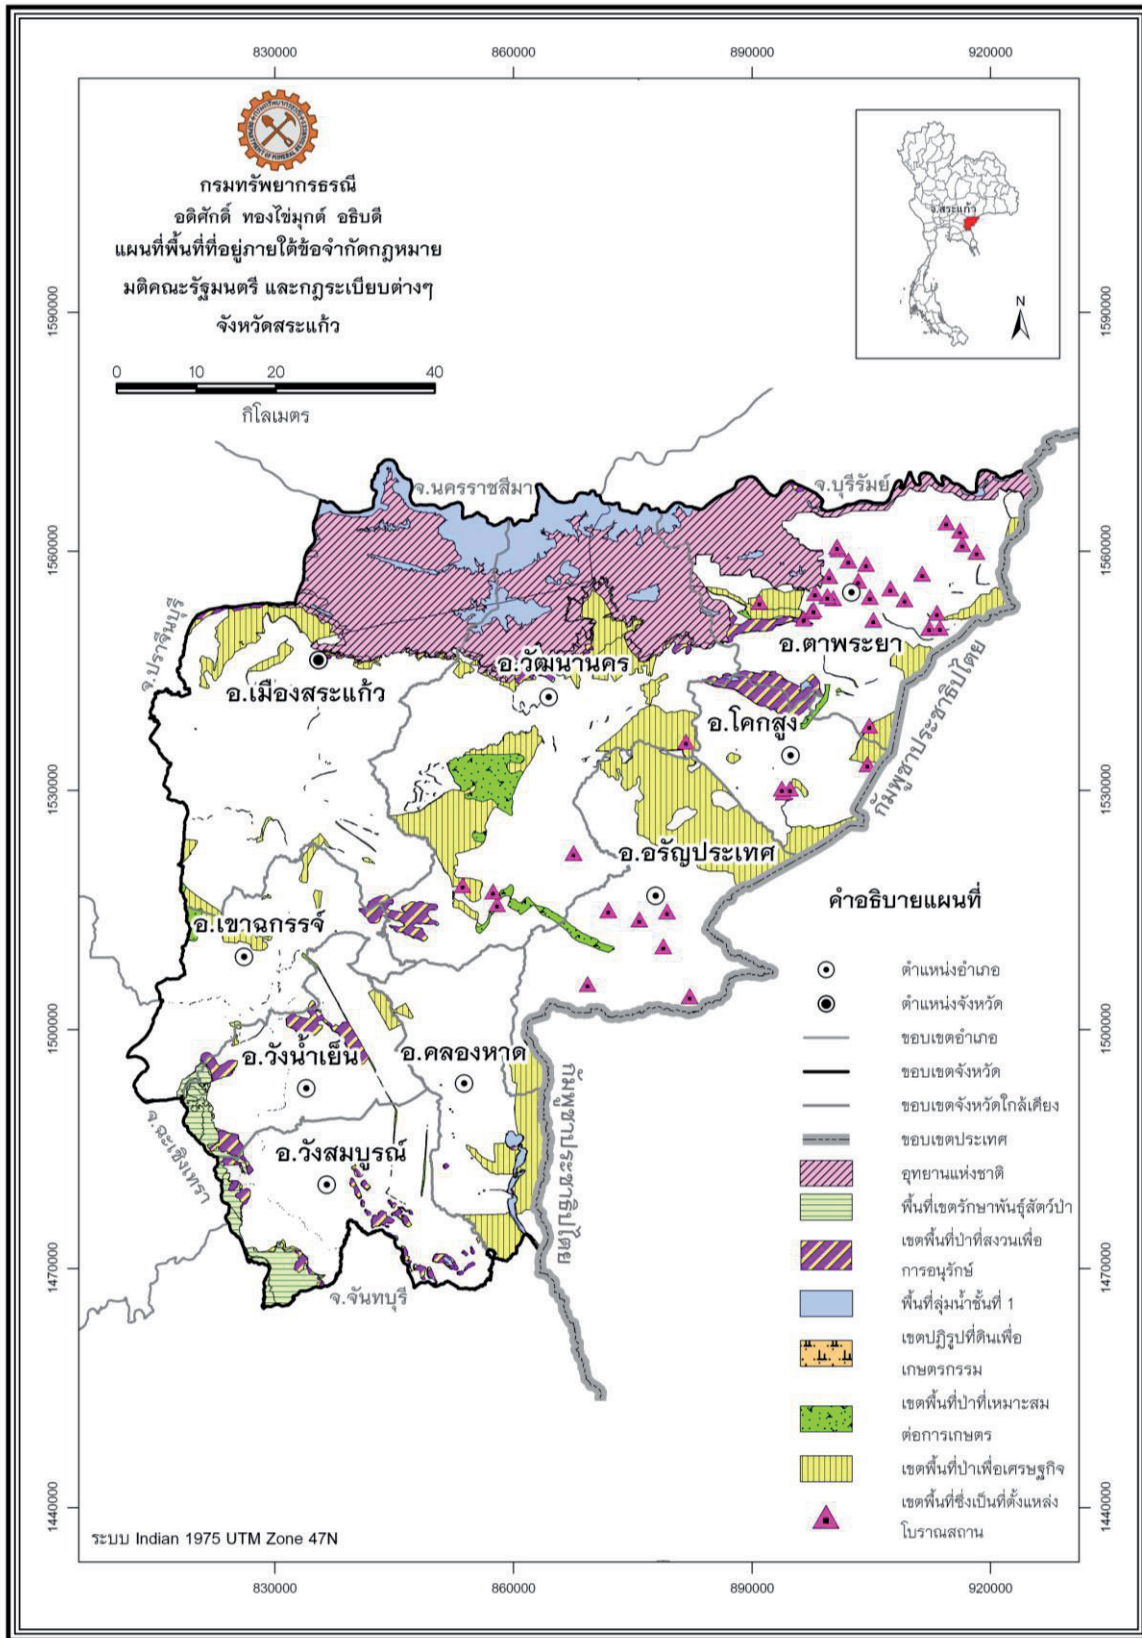 830000
860000
890000
920000
กรมทรัพยากรธรณี
อดิศักดิ์ ทองไข่มุกต์ อธิบดี
แผนที่พื้นที่ที่อยู่ภายใต้ข้อจำกัดกฎหมาย
มติคณะรัฐมนตรี และกฎระเบียบต่างๆ
จังหวัดสระแก้ว
0 10 20 40
กิโลเมตร
จ.สระแก้ว
N
1590000
1590000
1560000
1560000
1530000
1530000
1500000
1500000
1470000
1470000
1440000
1440000
จ.นครราชสีมา
จ.บุรีรัมย์
จ.ปราจีนบุรี
อ.ตาพระยา
อ.วัฒนานคร
อ.เมืองสระแก้ว
อ.โคกสูง
กัมพูชาประชาธิปไตย
อ.อรัญประเทศ
อ.เขาฉกรรจ์
อ.วังน้ำเย็น
อ.คลองหาด
กัมพูชาประชาธิปไตย
จ.ฉะเชิงเทรา
อ.วังสมบูรณ์
จ.จันทบุรี
คำอธิบายแผนที่
ตำแหน่งอำเภอ
ตำแหน่งจังหวัด
ขอบเขตอำเภอ
ขอบเขตจังหวัด
ขอบเขตจังหวัดใกล้เคียง
ขอบเขตประเทศ
อุทยานแห่งชาติ
พื้นที่เขตรักษาพันธุ์สัตว์ป่า
เขตพื้นที่ป่าที่สงวนเพื่อ
การอนุรักษ์
พื้นที่ลุ่มน้ำชั้นที่ 1
เขตปฏิรูปที่ดินเพื่อ
เกษตรกรรม
เขตพื้นที่ป่าที่เหมาะสม
ต่อการเกษตร
เขตพื้นที่ป่าเพื่อเศรษฐกิจ
เขตพื้นที่ซึ่งเป็นที่ตั้งแหล่ง
โบราณสถาน
ระบบ Indian 1975 UTM Zone 47N
830000
860000
890000
920000